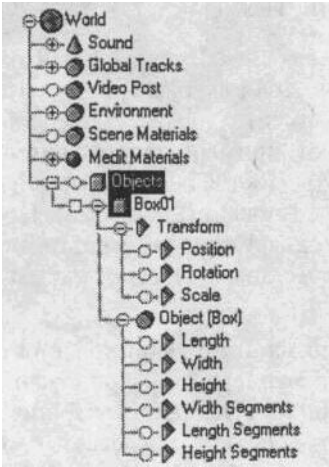 World
Sound
Global Tracks
Video Post
Environment
Scene Materials
Medit Materials
Objects
Box01
Transform
Position
Rotation
Scale
Object (Box)
Length
Width
Height
Width Segments
Length Segments
Height Segments